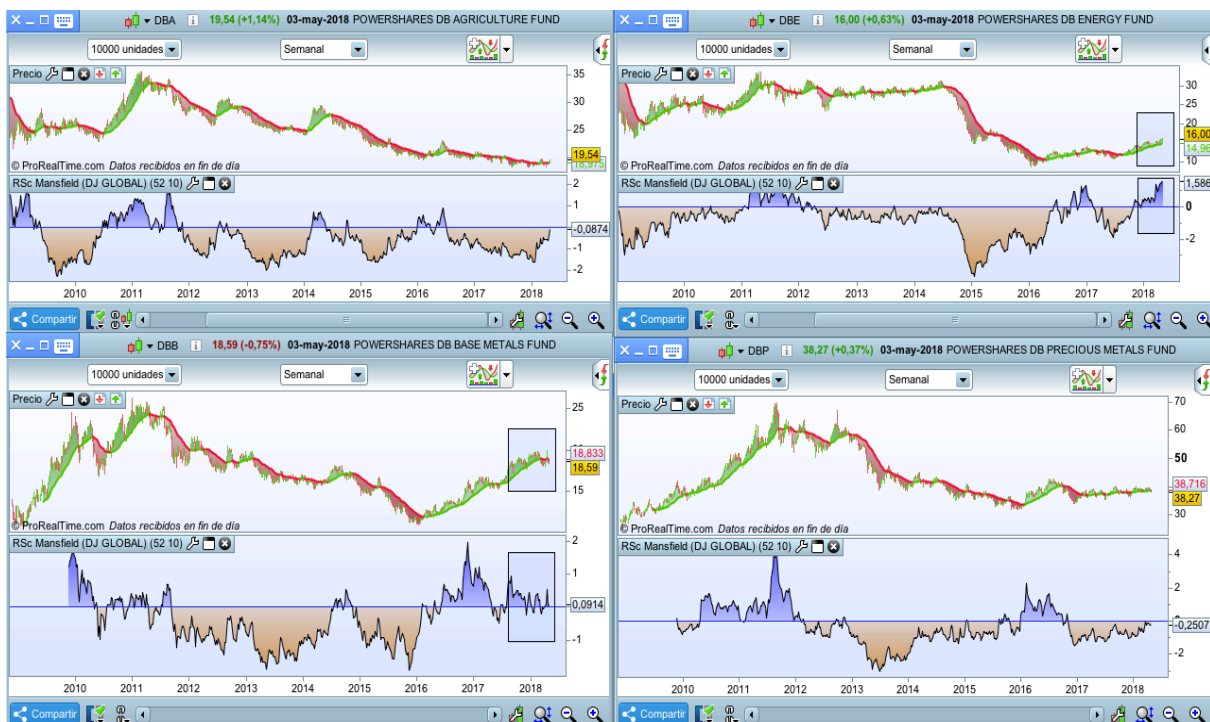 DBA 19,54 (+1,14%) 03-may-2018 POWERSHARES DB AGRICULTURE FUND
10000 unidades Semanal
Precio
35
30
25
19,54
18,975
© ProRealTime.com Datos recibidos en fin de día
RSc Mansfield (DJ GLOBAL) (52 10)
2
1
-0,0874
-1
-2
2010 2011 2012 2013 2014 2015 2016 2017 2018
Compartir
DBE 16,00 (+0,63%) 03-may-2018 POWERSHARES DB ENERGY FUND
10000 unidades Semanal
Precio
30
20
16,00
14,96
10
© ProRealTime.com Datos recibidos en fin de día
RSc Mansfield (DJ GLOBAL) (52 10)
1,586
0
-2
2010 2011 2012 2013 2014 2015 2016 2017 2018
Compartir
DBB 18,59 (-0,75%) 03-may-2018 POWERSHARES DB BASE METALS FUND
10000 unidades Semanal
Precio
25
18,833
18,59
15
© ProRealTime.com Datos recibidos en fin de día
RSc Mansfield (DJ GLOBAL) (52 10)
2
1
-0,0914
-1
2010 2011 2012 2013 2014 2015 2016 2017 2018
Compartir
DBP 38,27 (+0,37%) 03-may-2018 POWERSHARES DB PRECIOUS METALS FUND
10000 unidades Semanal
Precio
70
60
50
38,716
38,27
30
© ProRealTime.com Datos recibidos en fin de día
RSc Mansfield (DJ GLOBAL) (52 10)
4
2
-0,2507
-2
2010 2011 2012 2013 2014 2015 2016 2017 2018
Compartir